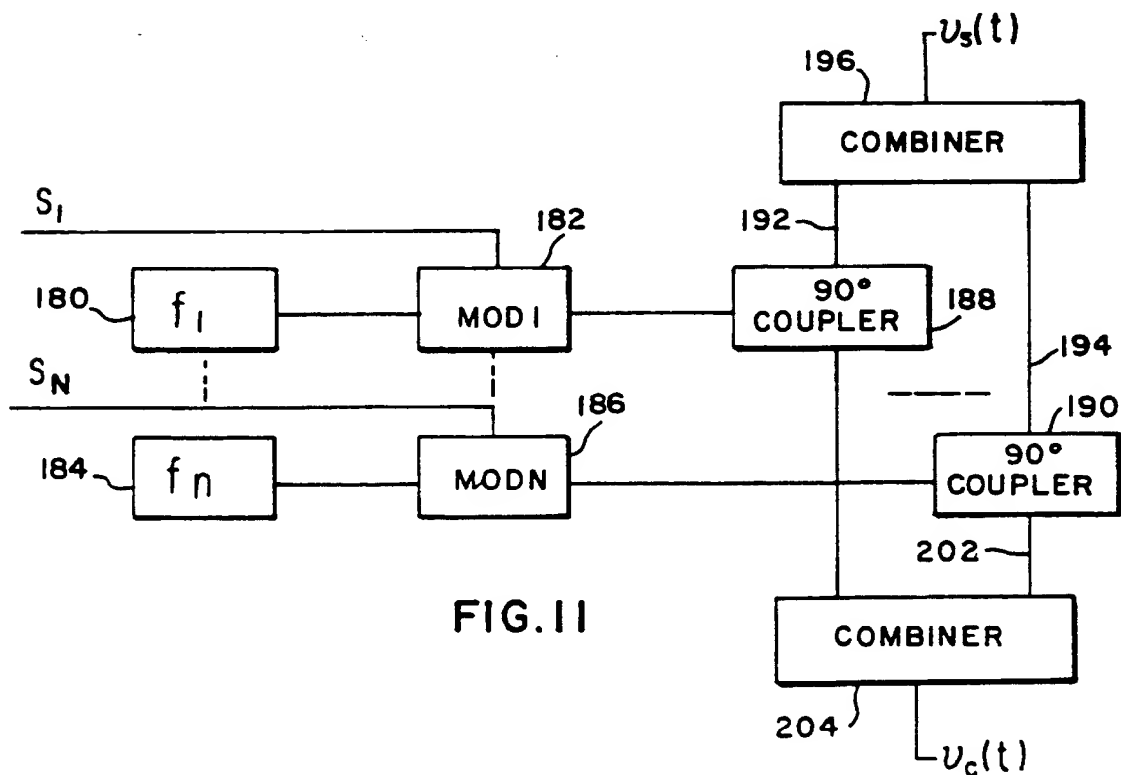 υs(t)
196
COMBINER
S1
182
192
180
f1
MOD1
90°
COUPLER
188
194
SN
186
190
184
fn
MODN
90°
COUPLER
202
FIG.11
COMBINER
204
υc(t)